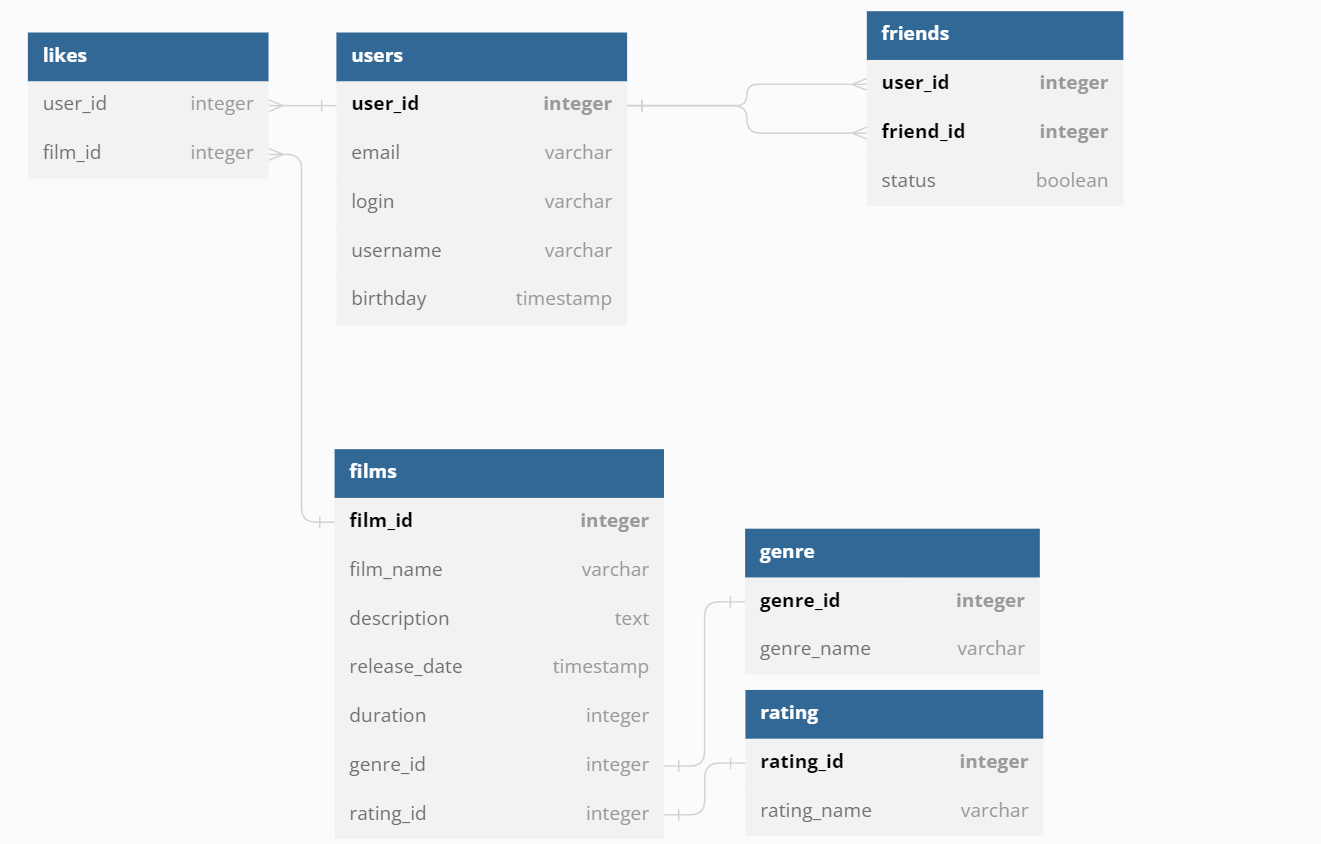 likes
user_id integer
film_id integer
users
user_id integer
email varchar
login varchar
username varchar
birthday timestamp
friends
user_id integer
friend_id integer
status boolean
films
film_id integer
film_name varchar
description text
release_date timestamp
duration integer
genre_id integer
rating_id integer
genre
genre_id integer
genre_name varchar
rating
rating_id integer
rating_name varchar